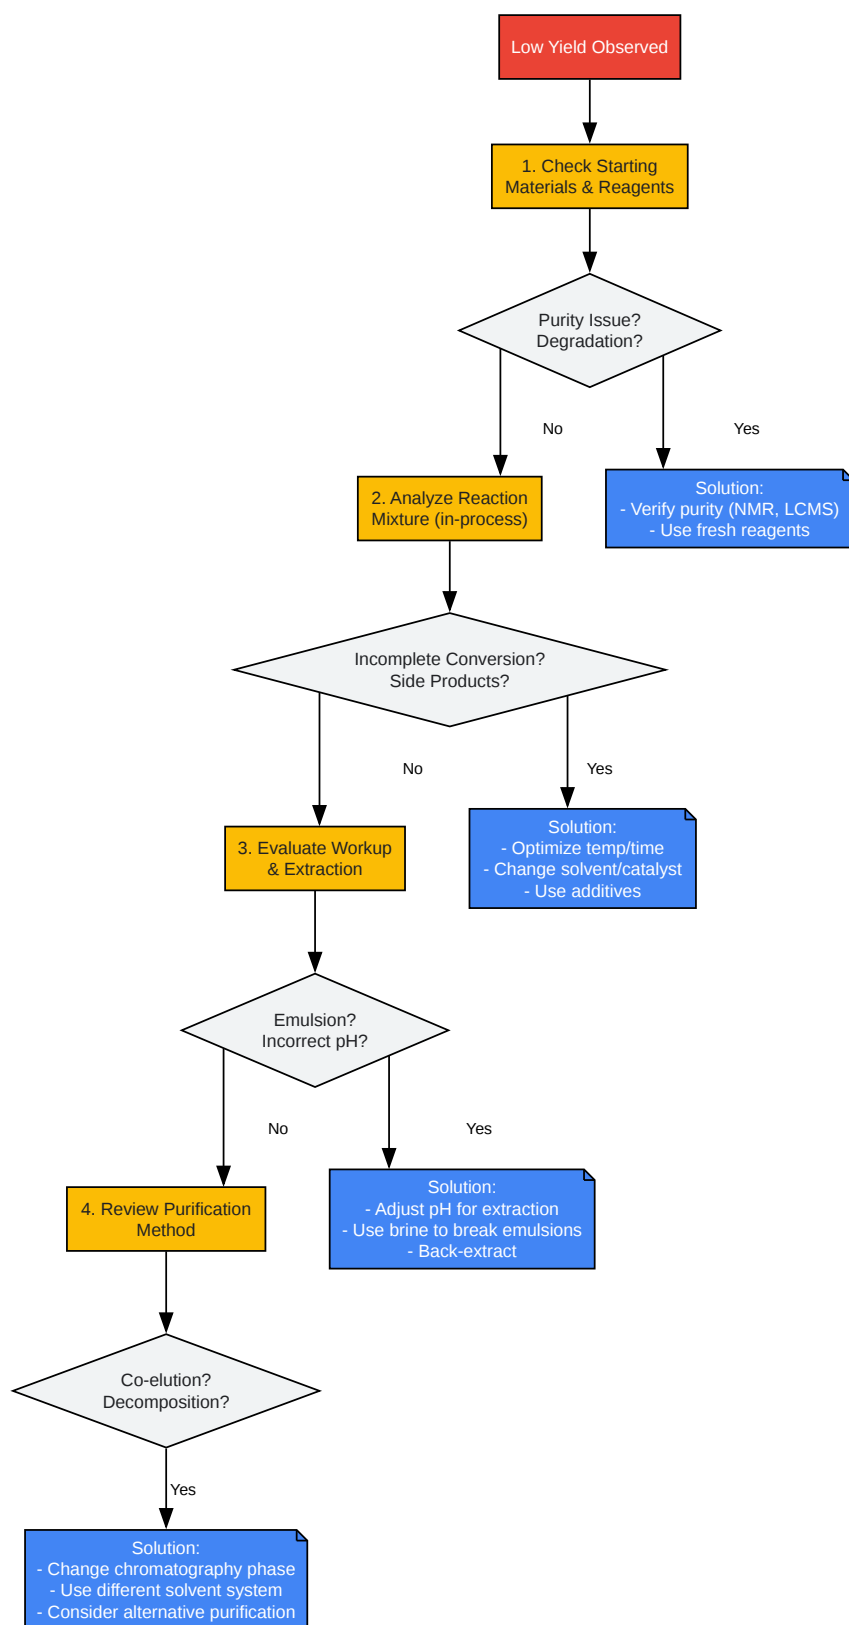 Low Yield Observed
1. Check Starting
Materials & Reagents
Purity Issue?
Degradation?
No
Yes
2. Analyze Reaction
Mixture (in-process)
Solution:
- Verify purity (NMR, LCMS)
- Use fresh reagents
Incomplete Conversion?
Side Products?
No
Yes
3. Evaluate Workup
& Extraction
Solution:
- Optimize temp/time
- Change solvent/catalyst
- Use additives
Emulsion?
Incorrect pH?
No
Yes
4. Review Purification
Method
Solution:
- Adjust pH for extraction
- Use brine to break emulsions
- Back-extract
Co-elution?
Decomposition?
Yes
Solution:
- Change chromatography phase
- Use different solvent system
- Consider alternative purification